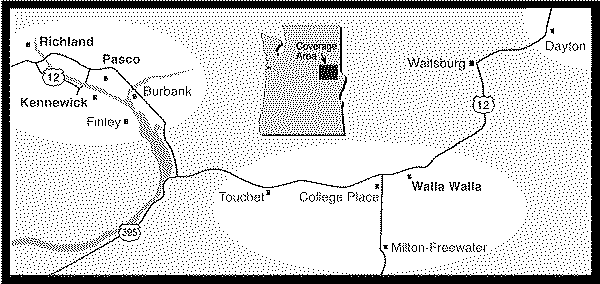 Richland
Pasco
12
Kennewick
Burbank
Finley
Coverage
Area
Dayton
Waitsburg
12
Touchet
College Place
Walla Walla
395
Milton-Freewater